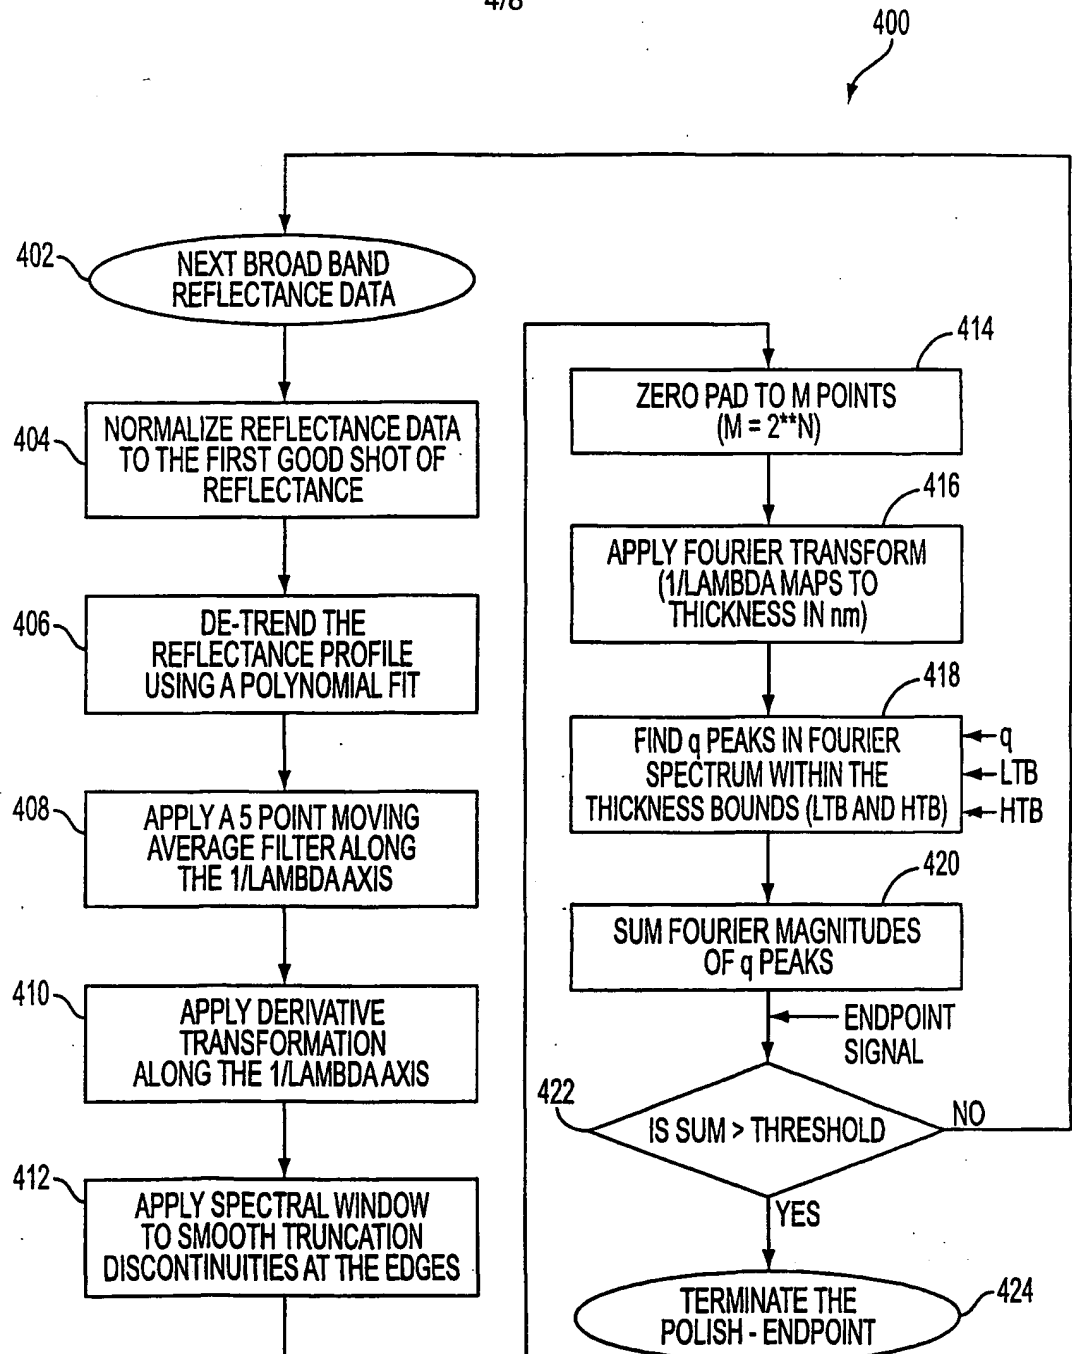 4/8
400
402
NEXT BROAD BAND
REFLECTANCE DATA
404
NORMALIZE REFLECTANCE DATA
TO THE FIRST GOOD SHOT OF
REFLECTANCE
406
DE-TREND THE
REFLECTANCE PROFILE
USING A POLYNOMIAL FIT
408
APPLY A 5 POINT MOVING
AVERAGE FILTER ALONG
THE 1/LAMBDA AXIS
410
APPLY DERIVATIVE
TRANSFORMATION
ALONG THE 1/LAMBDA AXIS
412
APPLY SPECTRAL WINDOW
TO SMOOTH TRUNCATION
DISCONTINUITIES AT THE EDGES
414
ZERO PAD TO M POINTS
(M = 2**N)
416
APPLY FOURIER TRANSFORM
(1/LAMBDA MAPS TO
THICKNESS IN nm)
418
FIND q PEAKS IN FOURIER
SPECTRUM WITHIN THE
THICKNESS BOUNDS (LTB AND HTB)
q
LTB
HTB
420
SUM FOURIER MAGNITUDES
OF q PEAKS
ENDPOINT
SIGNAL
422
IS SUM > THRESHOLD
NO
YES
424
TERMINATE THE
POLISH - ENDPOINT